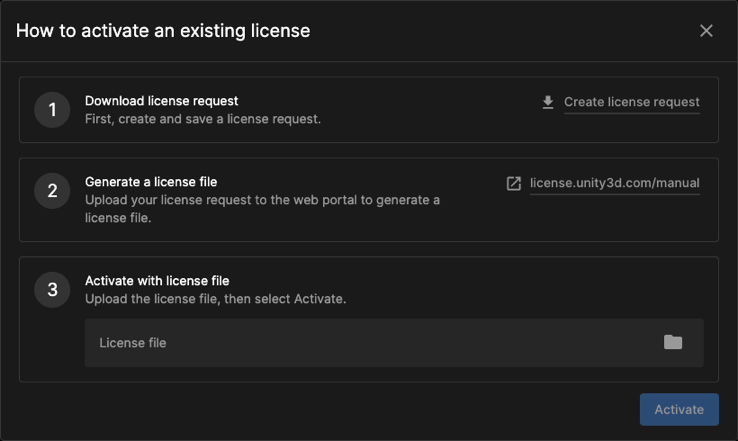 How to activate an existing license
1
Download license request
First, create and save a license request.
Create license request
2
Generate a license file
Upload your license request to the web portal to generate a
license file.
license.unity3d.com/manual
3
Activate with license file
Upload the license file, then select Activate.
License file
Activate